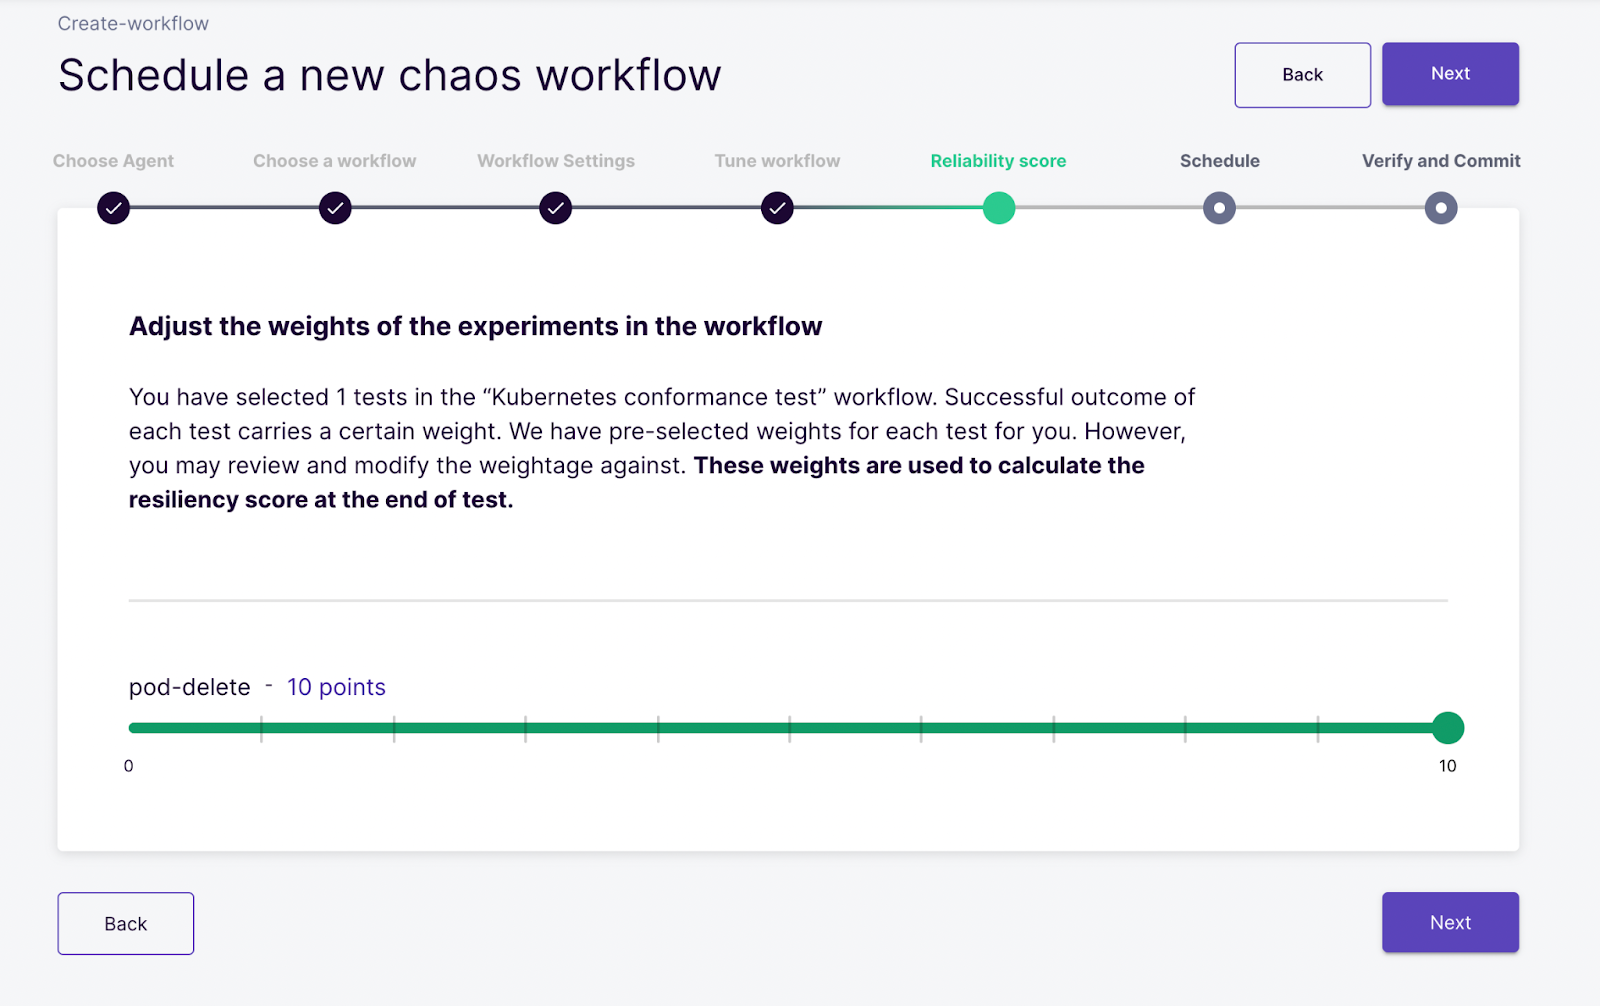 Create-workflow
Schedule a new chaos workflow
Back
Next
Choose Agent
Choose a workflow
Workflow Settings
Tune workflow
Reliability score
Schedule
Verify and Commit
Adjust the weights of the experiments in the workflow
You have selected 1 tests in the “Kubernetes conformance test” workflow. Successful outcome of
each test carries a certain weight. We have pre-selected weights for each test for you. However,
you may review and modify the weightage against. These weights are used to calculate the
resiliency score at the end of test.
pod-delete - 10 points
0
10
Back
Next